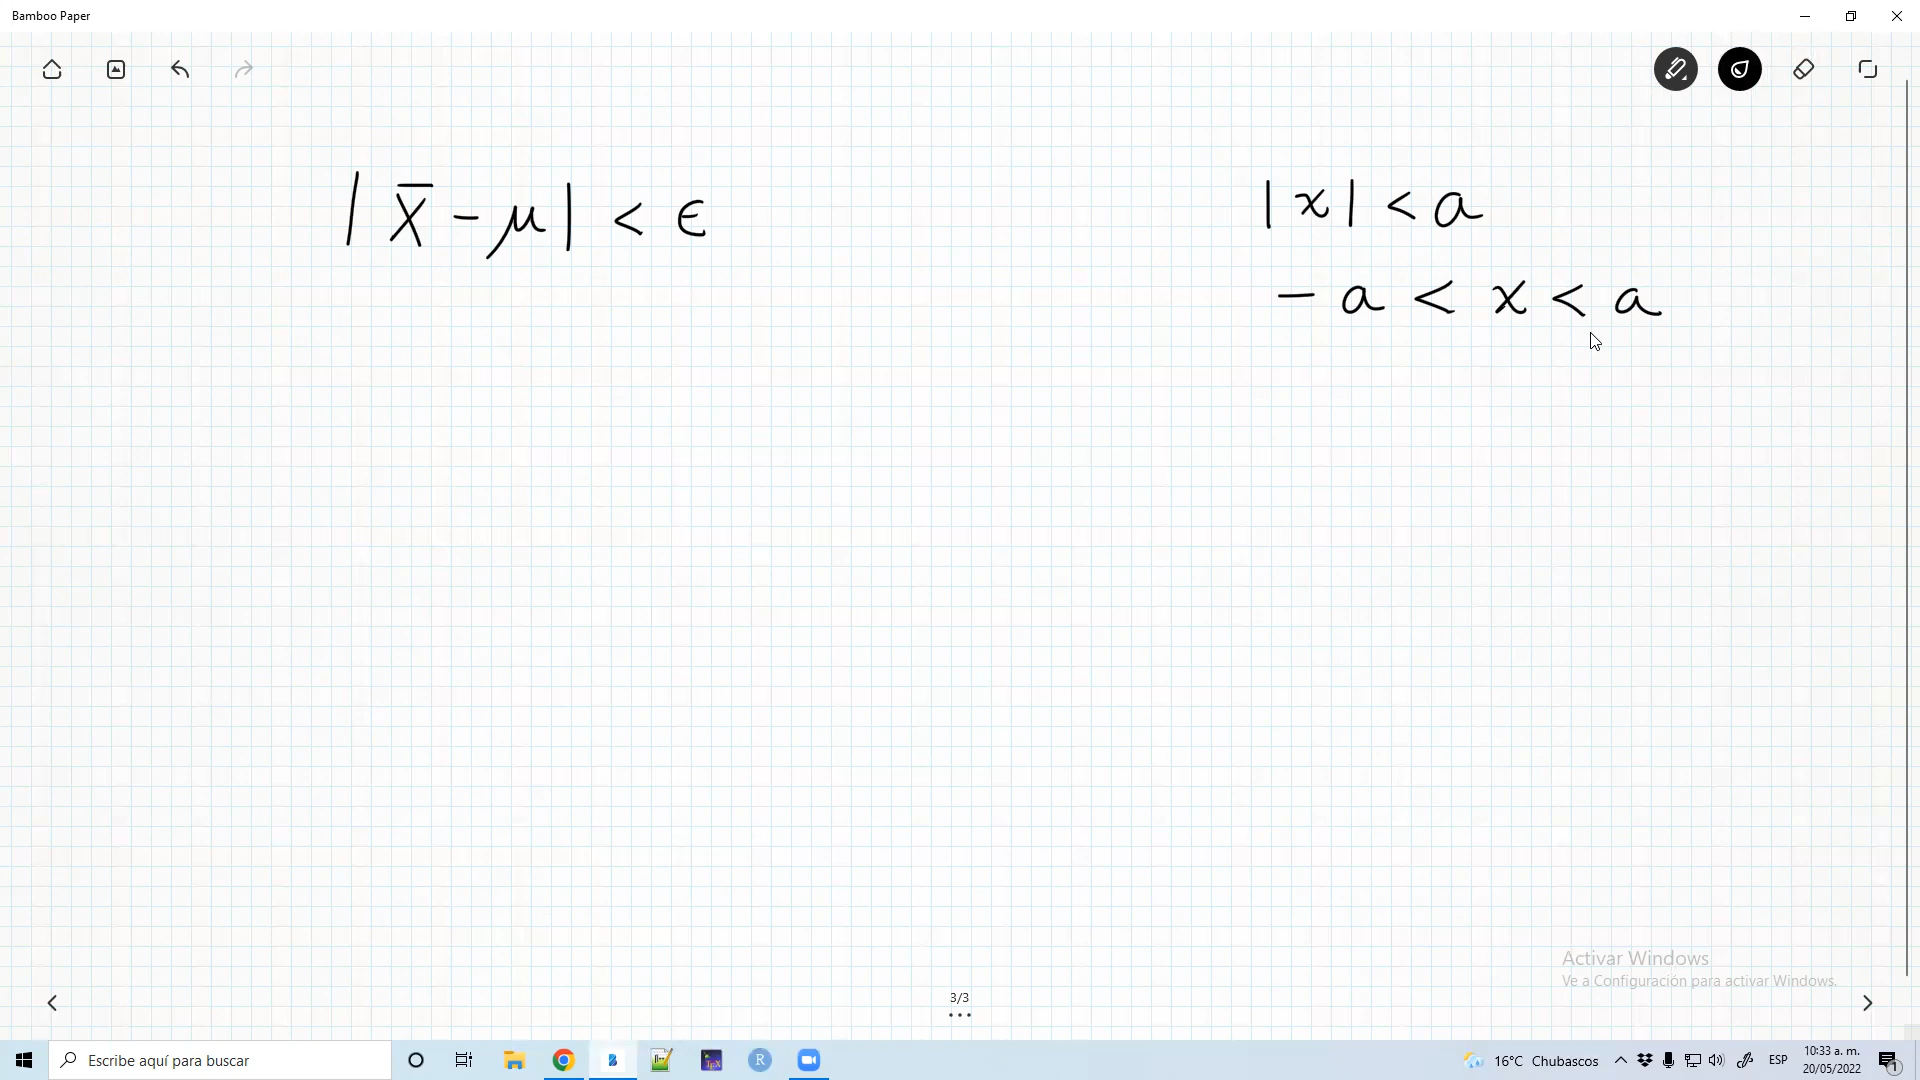 Bamboo Paper
| X̄ - μ | < ϵ
| x | < a
- a < x < a
Activar Windows
Ve a Configuración para activar Windows.
3/3
Escribe aquí para buscar
16°C Chubascos
ESP
10:33 a. m.
20/05/2022